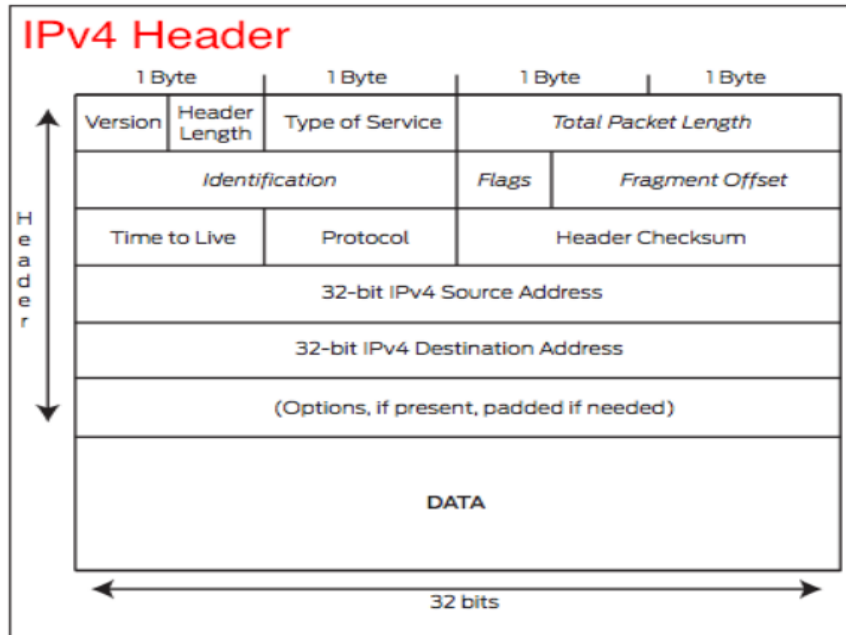 IPv4 Header
1 Byte 1 Byte 1 Byte 1 Byte
Version Header Length Type of Service Total Packet Length
Identification Flags Fragment Offset
Header
Time to Live Protocol Header Checksum
32-bit IPv4 Source Address
32-bit IPv4 Destination Address
(Options, if present, padded if needed)
DATA
32 bits